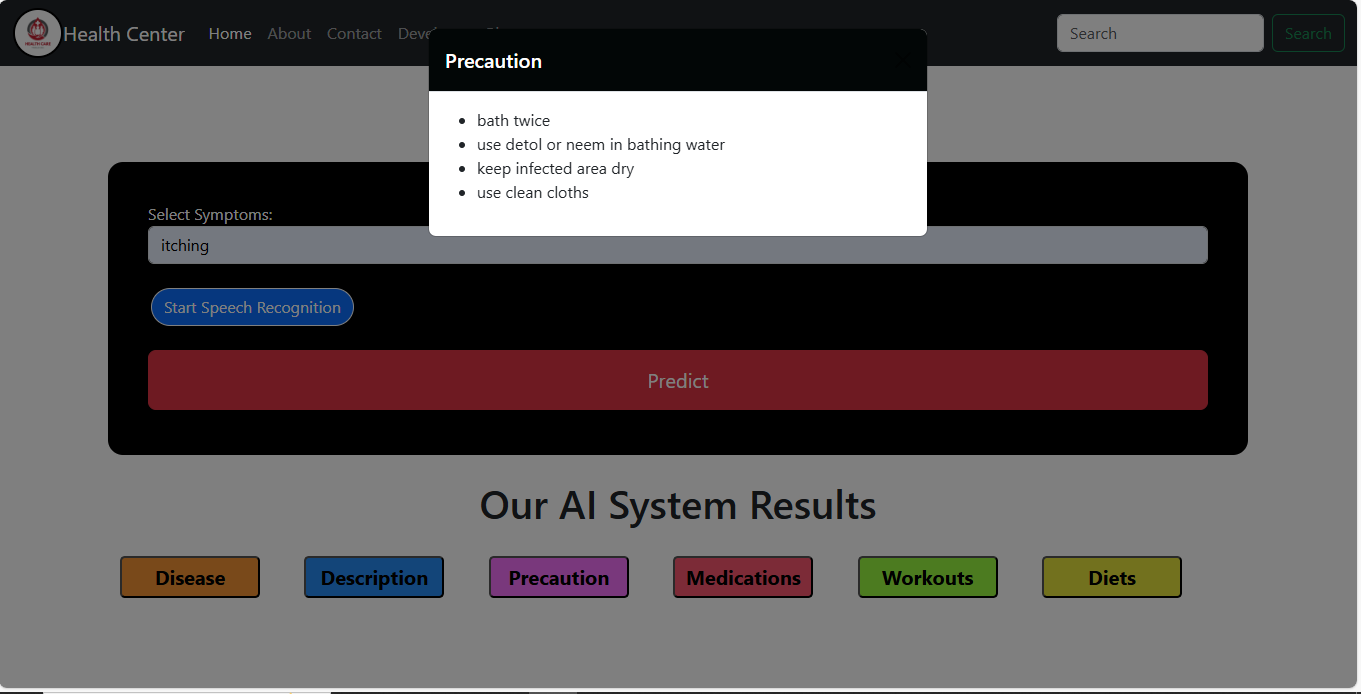 Health Center Home About Contact Search Search
Precaution
bath twice
use detol or neem in bathing water
keep infected area dry
use clean cloths
Select Symptoms:
itching
Start Speech Recognition
Predict
Our AI System Results
Disease Description Precaution Medications Workouts Diets